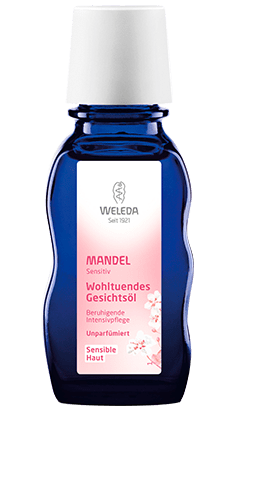 WELEDA
Seit 1921
MANDEL
Sensitiv
Wohltuendes
Gesichtsöl
Beruhigende
Intensivpflege
Unparfümiert
Sensible
Haut